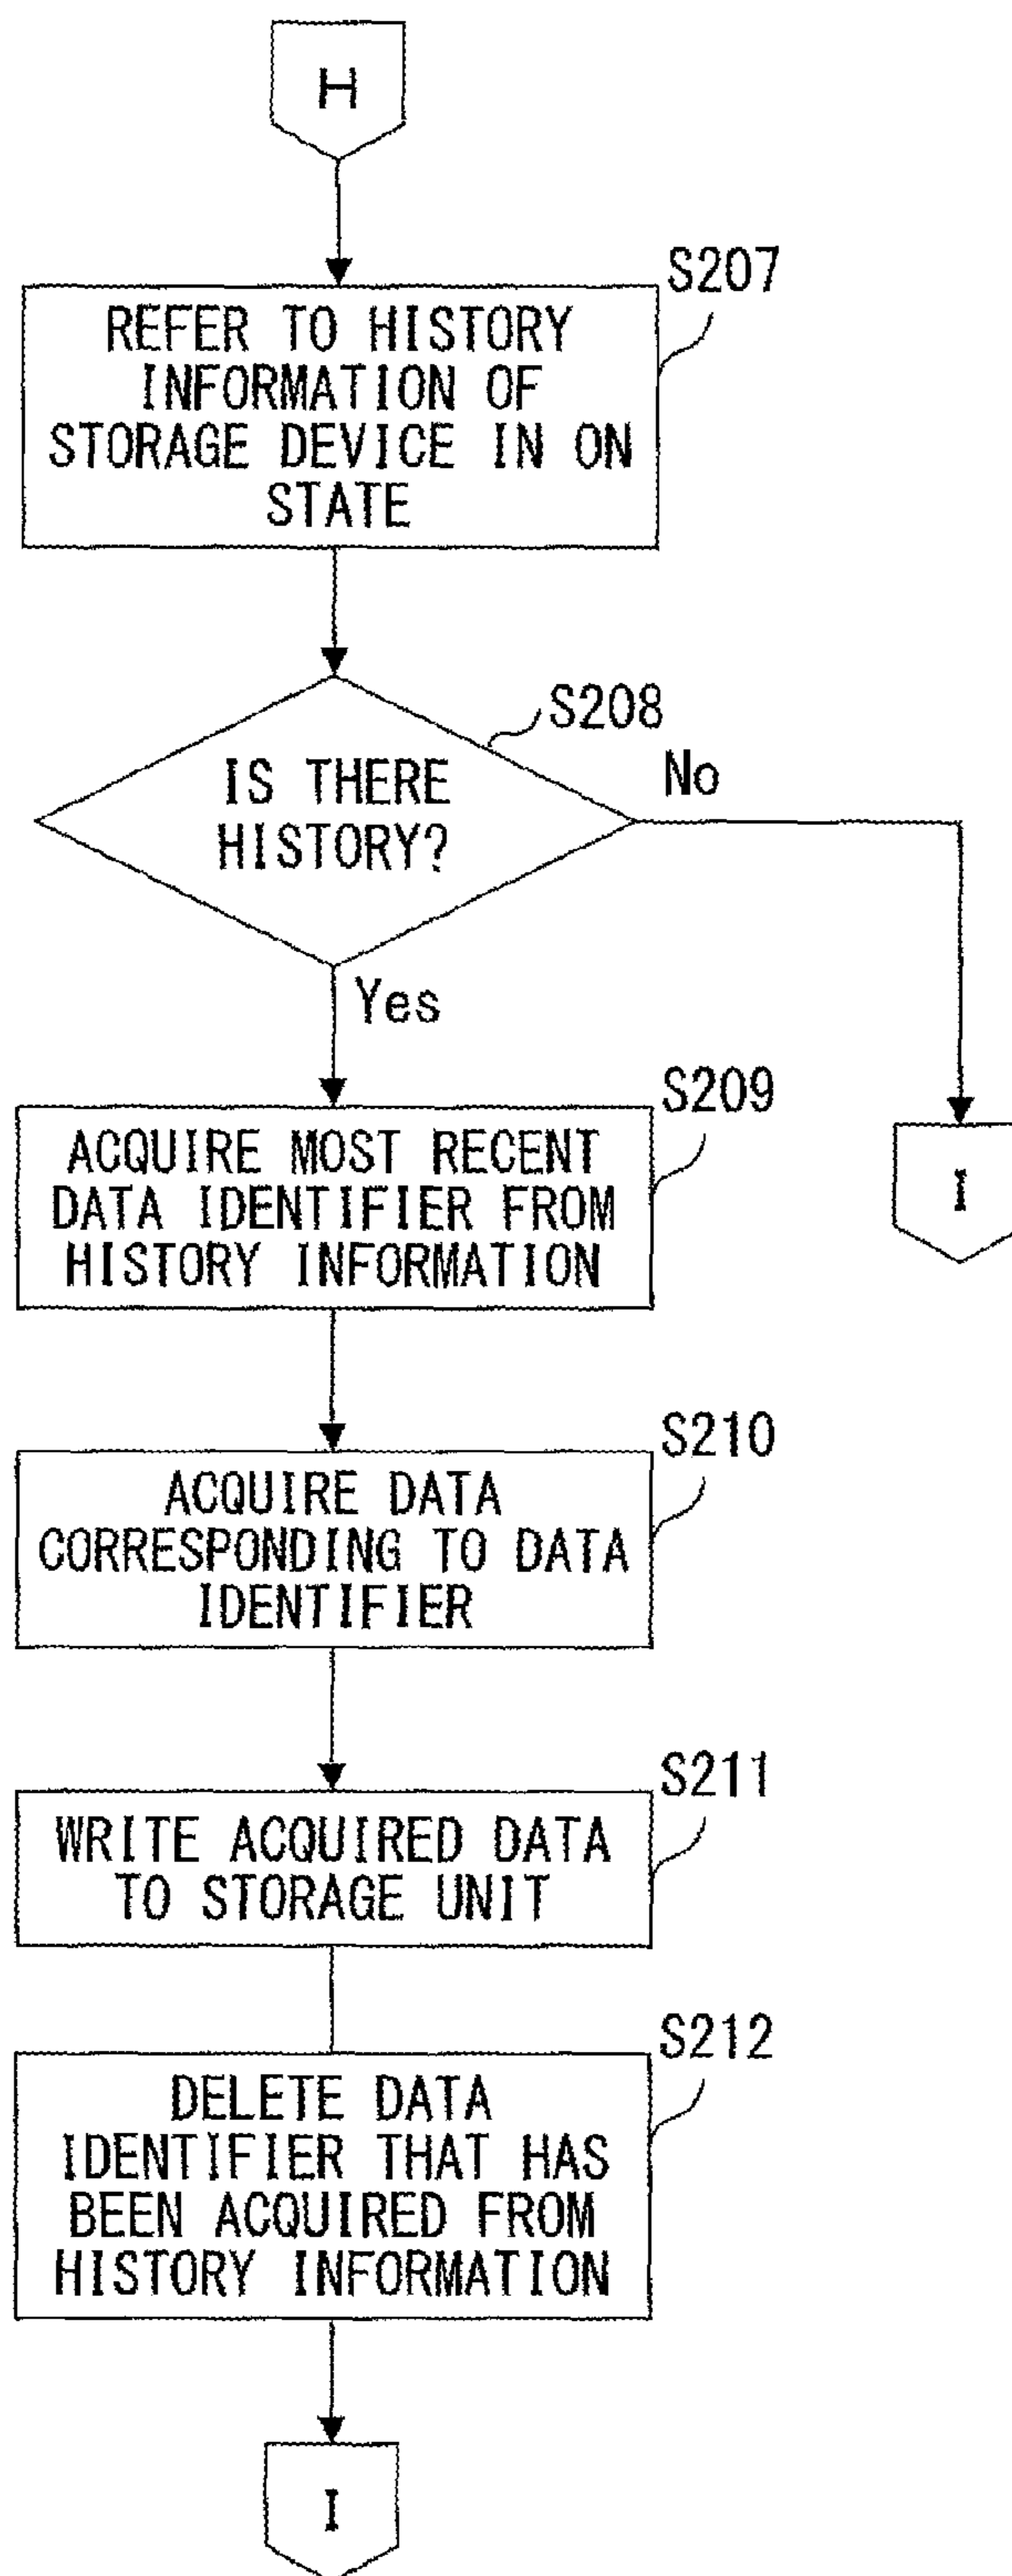 H
S207
REFER TO HISTORY
INFORMATION OF
STORAGE DEVICE IN ON
STATE
S208
IS THERE
HISTORY?
No
Yes
S209
ACQUIRE MOST RECENT
DATA IDENTIFIER FROM
HISTORY INFORMATION
I
S210
ACQUIRE DATA
CORRESPONDING TO DATA
IDENTIFIER
S211
WRITE ACQUIRED DATA
TO STORAGE UNIT
S212
DELETE DATA
IDENTIFIER THAT HAS
BEEN ACQUIRED FROM
HISTORY INFORMATION
I